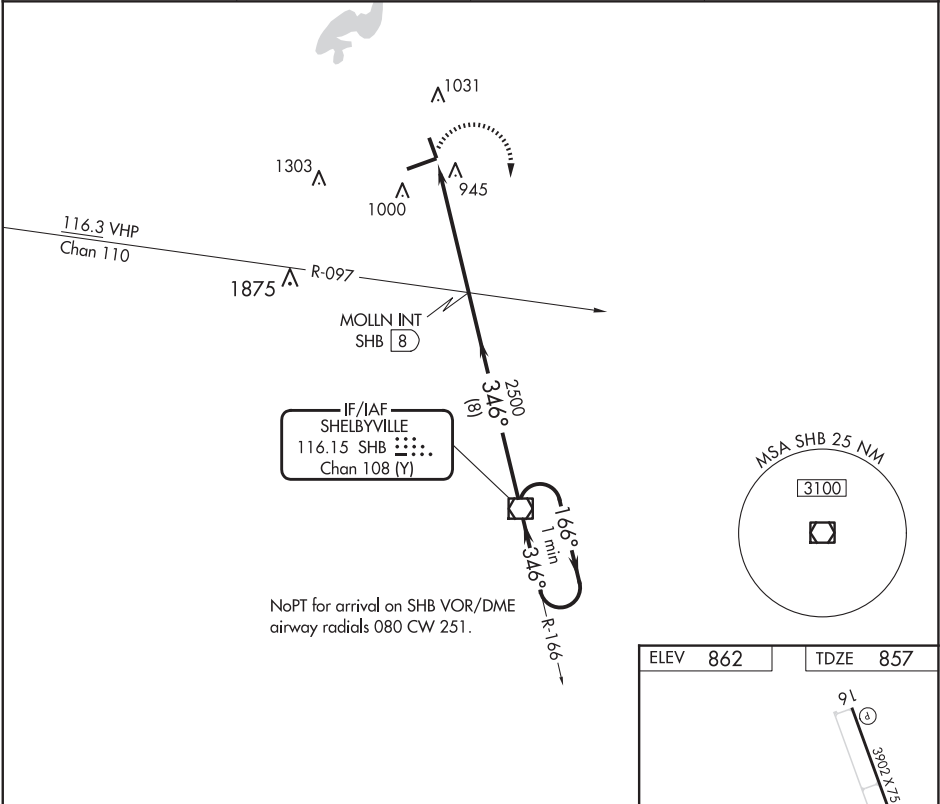 1031
1303
945
1000
116.3 VHP
Chan 110
R-097
1875
MOLLN INT
SHB 8
2500
346°
(8)
IF/IAF
SHELBYVILLE
116.15 SHB
Chan 108 (Y)
MSA SHB 25 NM
3100
166°
1 min
346°
NoPT for arrival on SHB VOR/DME
airway radials 080 CW 251.
R-166
ELEV 862
TDZE 857
16
P
3902 X 75